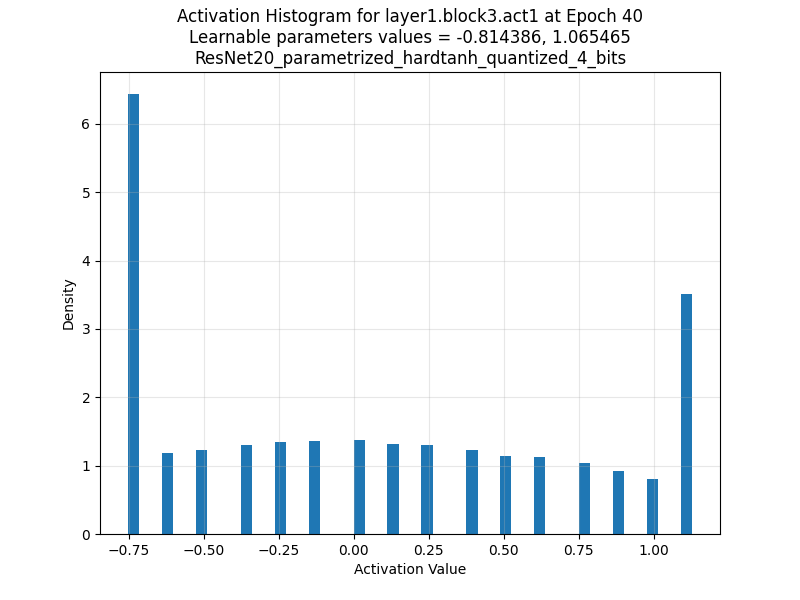 Activation Histogram for layer1.block3.act1 at Epoch 40
Learnable parameters values = -0.814386, 1.065465
ResNet20_parametrized_hardtanh_quantized_4_bits
Density
6
5
4
3
2
1
0
−0.75 −0.50 −0.25 0.00 0.25 0.50 0.75 1.00
Activation Value